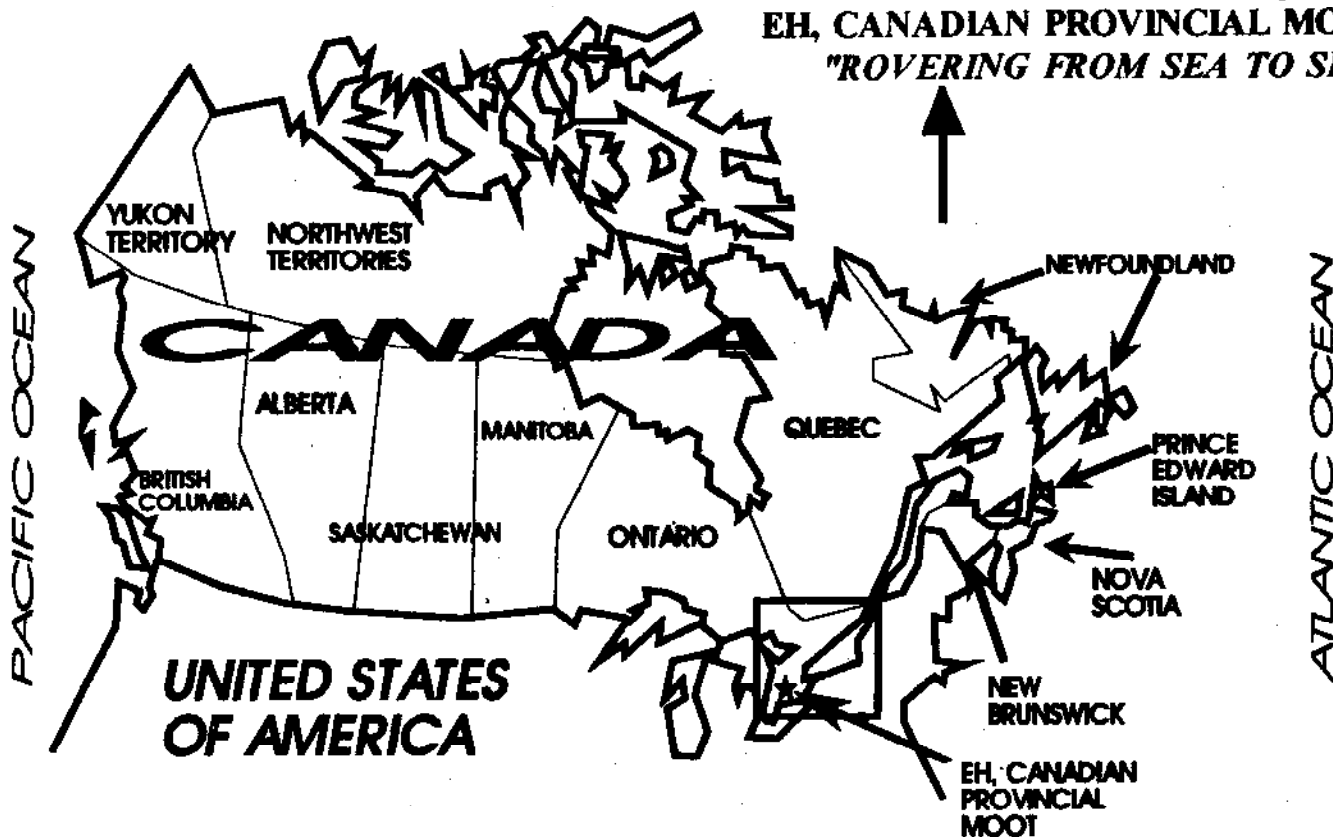 EH, CANADIAN PROVINCIAL MO
"ROVERING FROM SEA TO
YUKON
TERRITORY
NORTHWEST
TERRITORIES
NEWFOUNDLAND
PACIFIC OCEAN
ATLANTIC OCEAN
CANADA
ALBERTA
MANITOBA
QUEBEC
BRITISH
COLUMBIA
PRINCE
EDWARD
ISLAND
SASKATCHEWAN
ONTARIO
NOVA
SCOTIA
UNITED STATES
OF AMERICA
NEW
BRUNSWICK
EH, CANADIAN
PROVINCIAL
MOOT